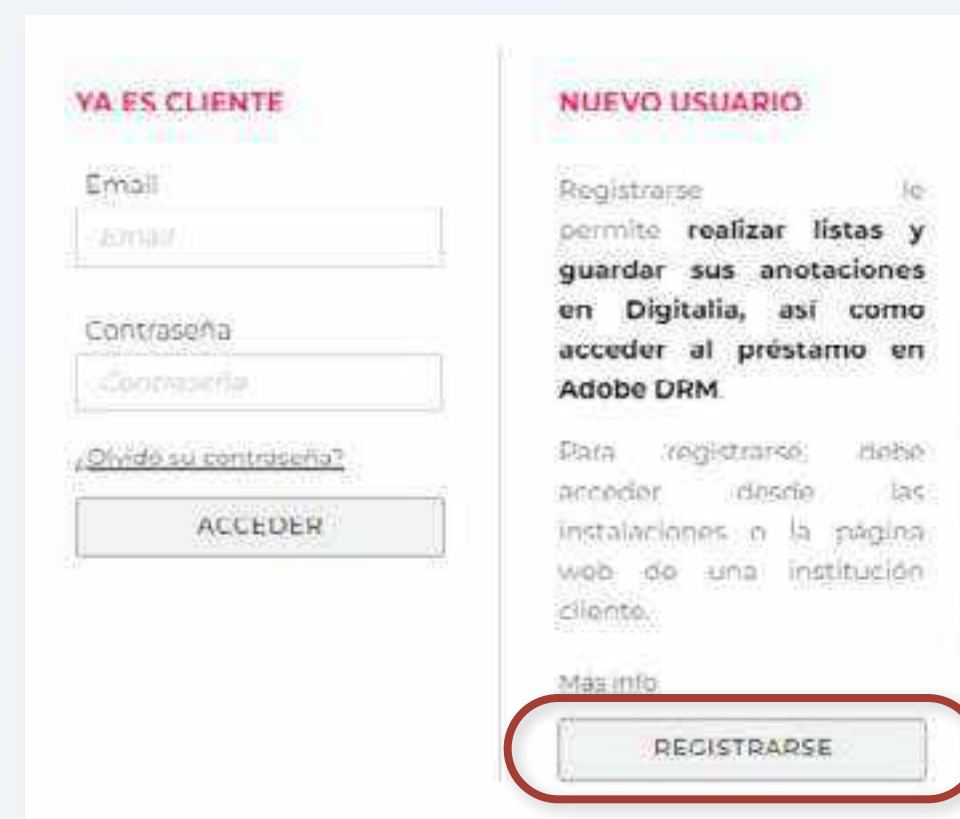 YA ES CLIENTE
Email
Email
Contraseña
Contraseña
¿Olvidó su contraseña?
ACCEDER
NUEVO USUARIO
Registrarse le
permite realizar listas y
guardar sus anotaciones
en Digitalia, así como
acceder al préstamo en
Adobe DRM.
Para registrarse, debe
acceder desde las
instalaciones o la página
web de una institución
cliente.
Más info
REGISTRARSE